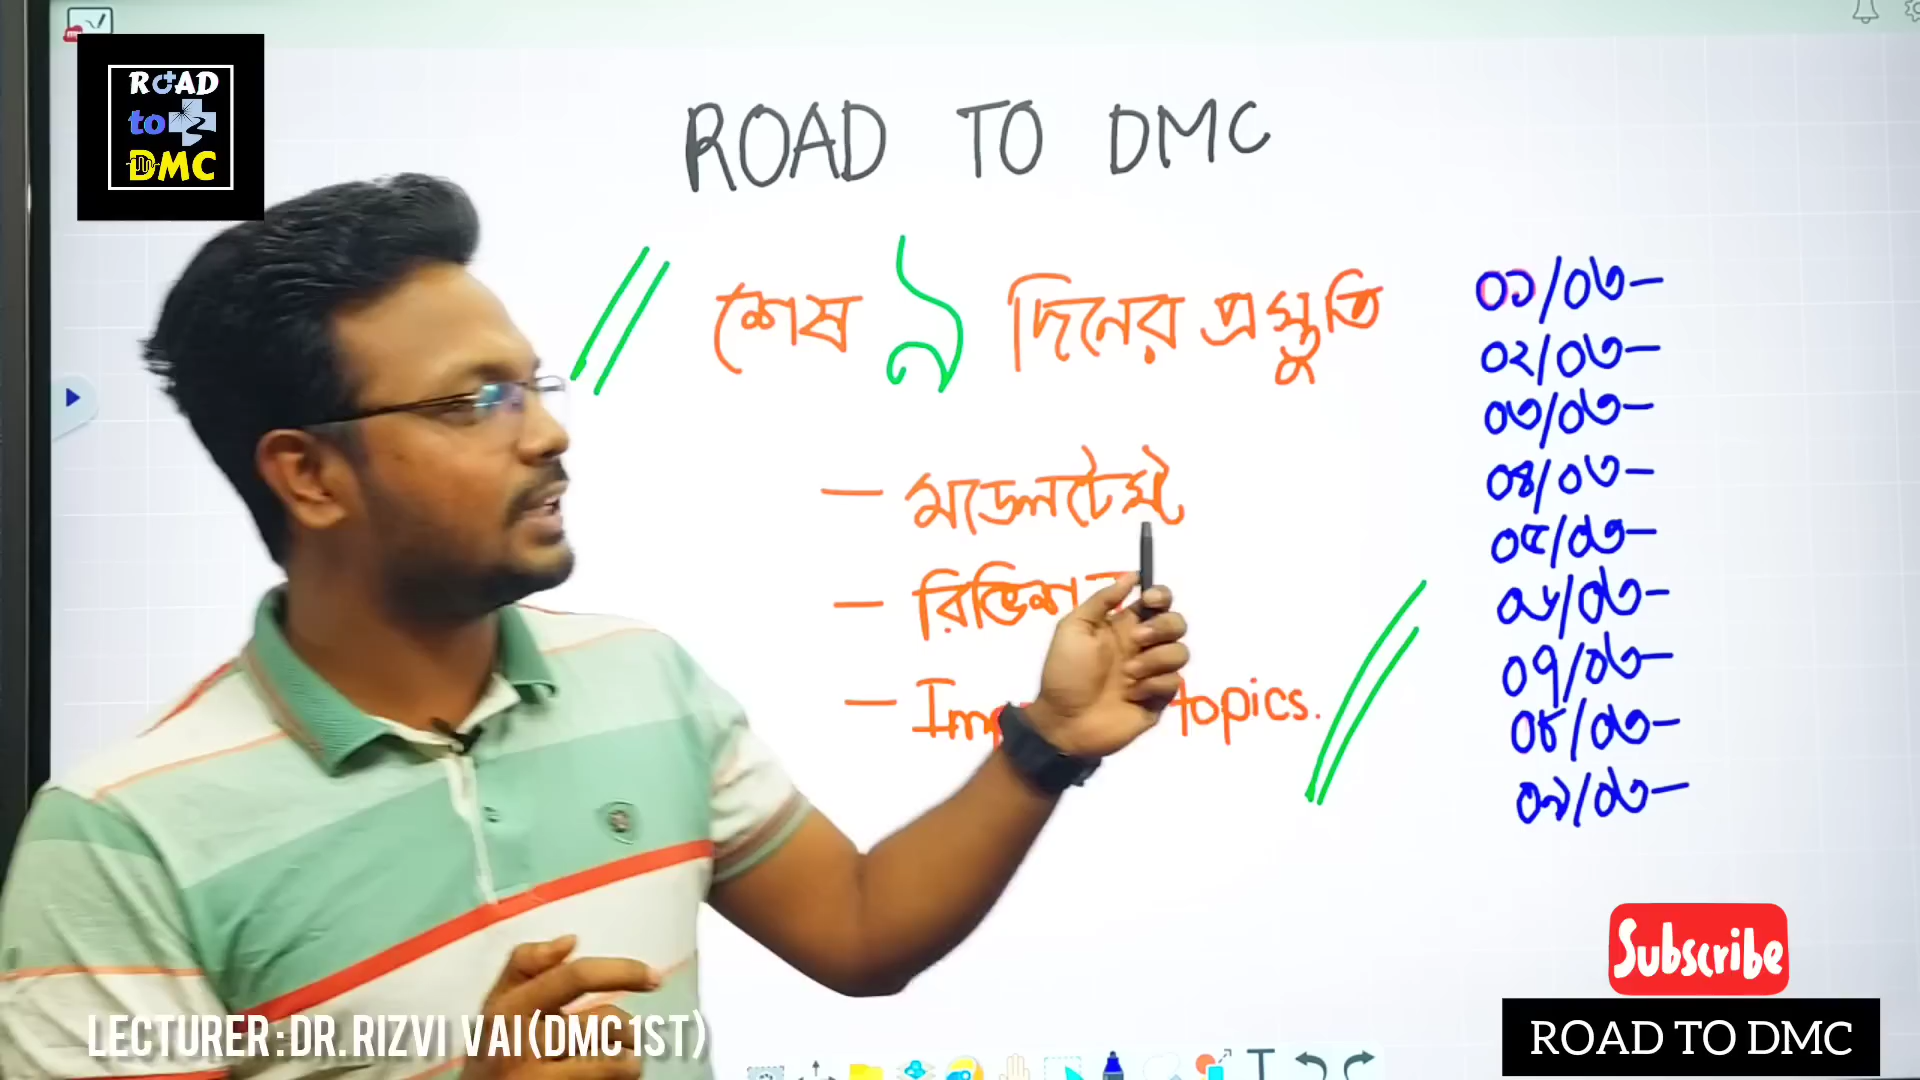 ROAD
to
DMC
ROAD TO DMC
শেষ ৯ দিনের প্রস্তুতি
- মডেলটেস্ট
- রিভিশন
- topics.
০১/০৩-
০২/০৩-
০৩/০৩-
০৪/০৩-
০৫/০৩-
০৬/০৩-
০৭/০৩-
০৮/০৩-
০৯/০৩-
Subscribe
LECTURER : DR. RIZVI VAI (DMC 1ST)
ROAD TO DMC